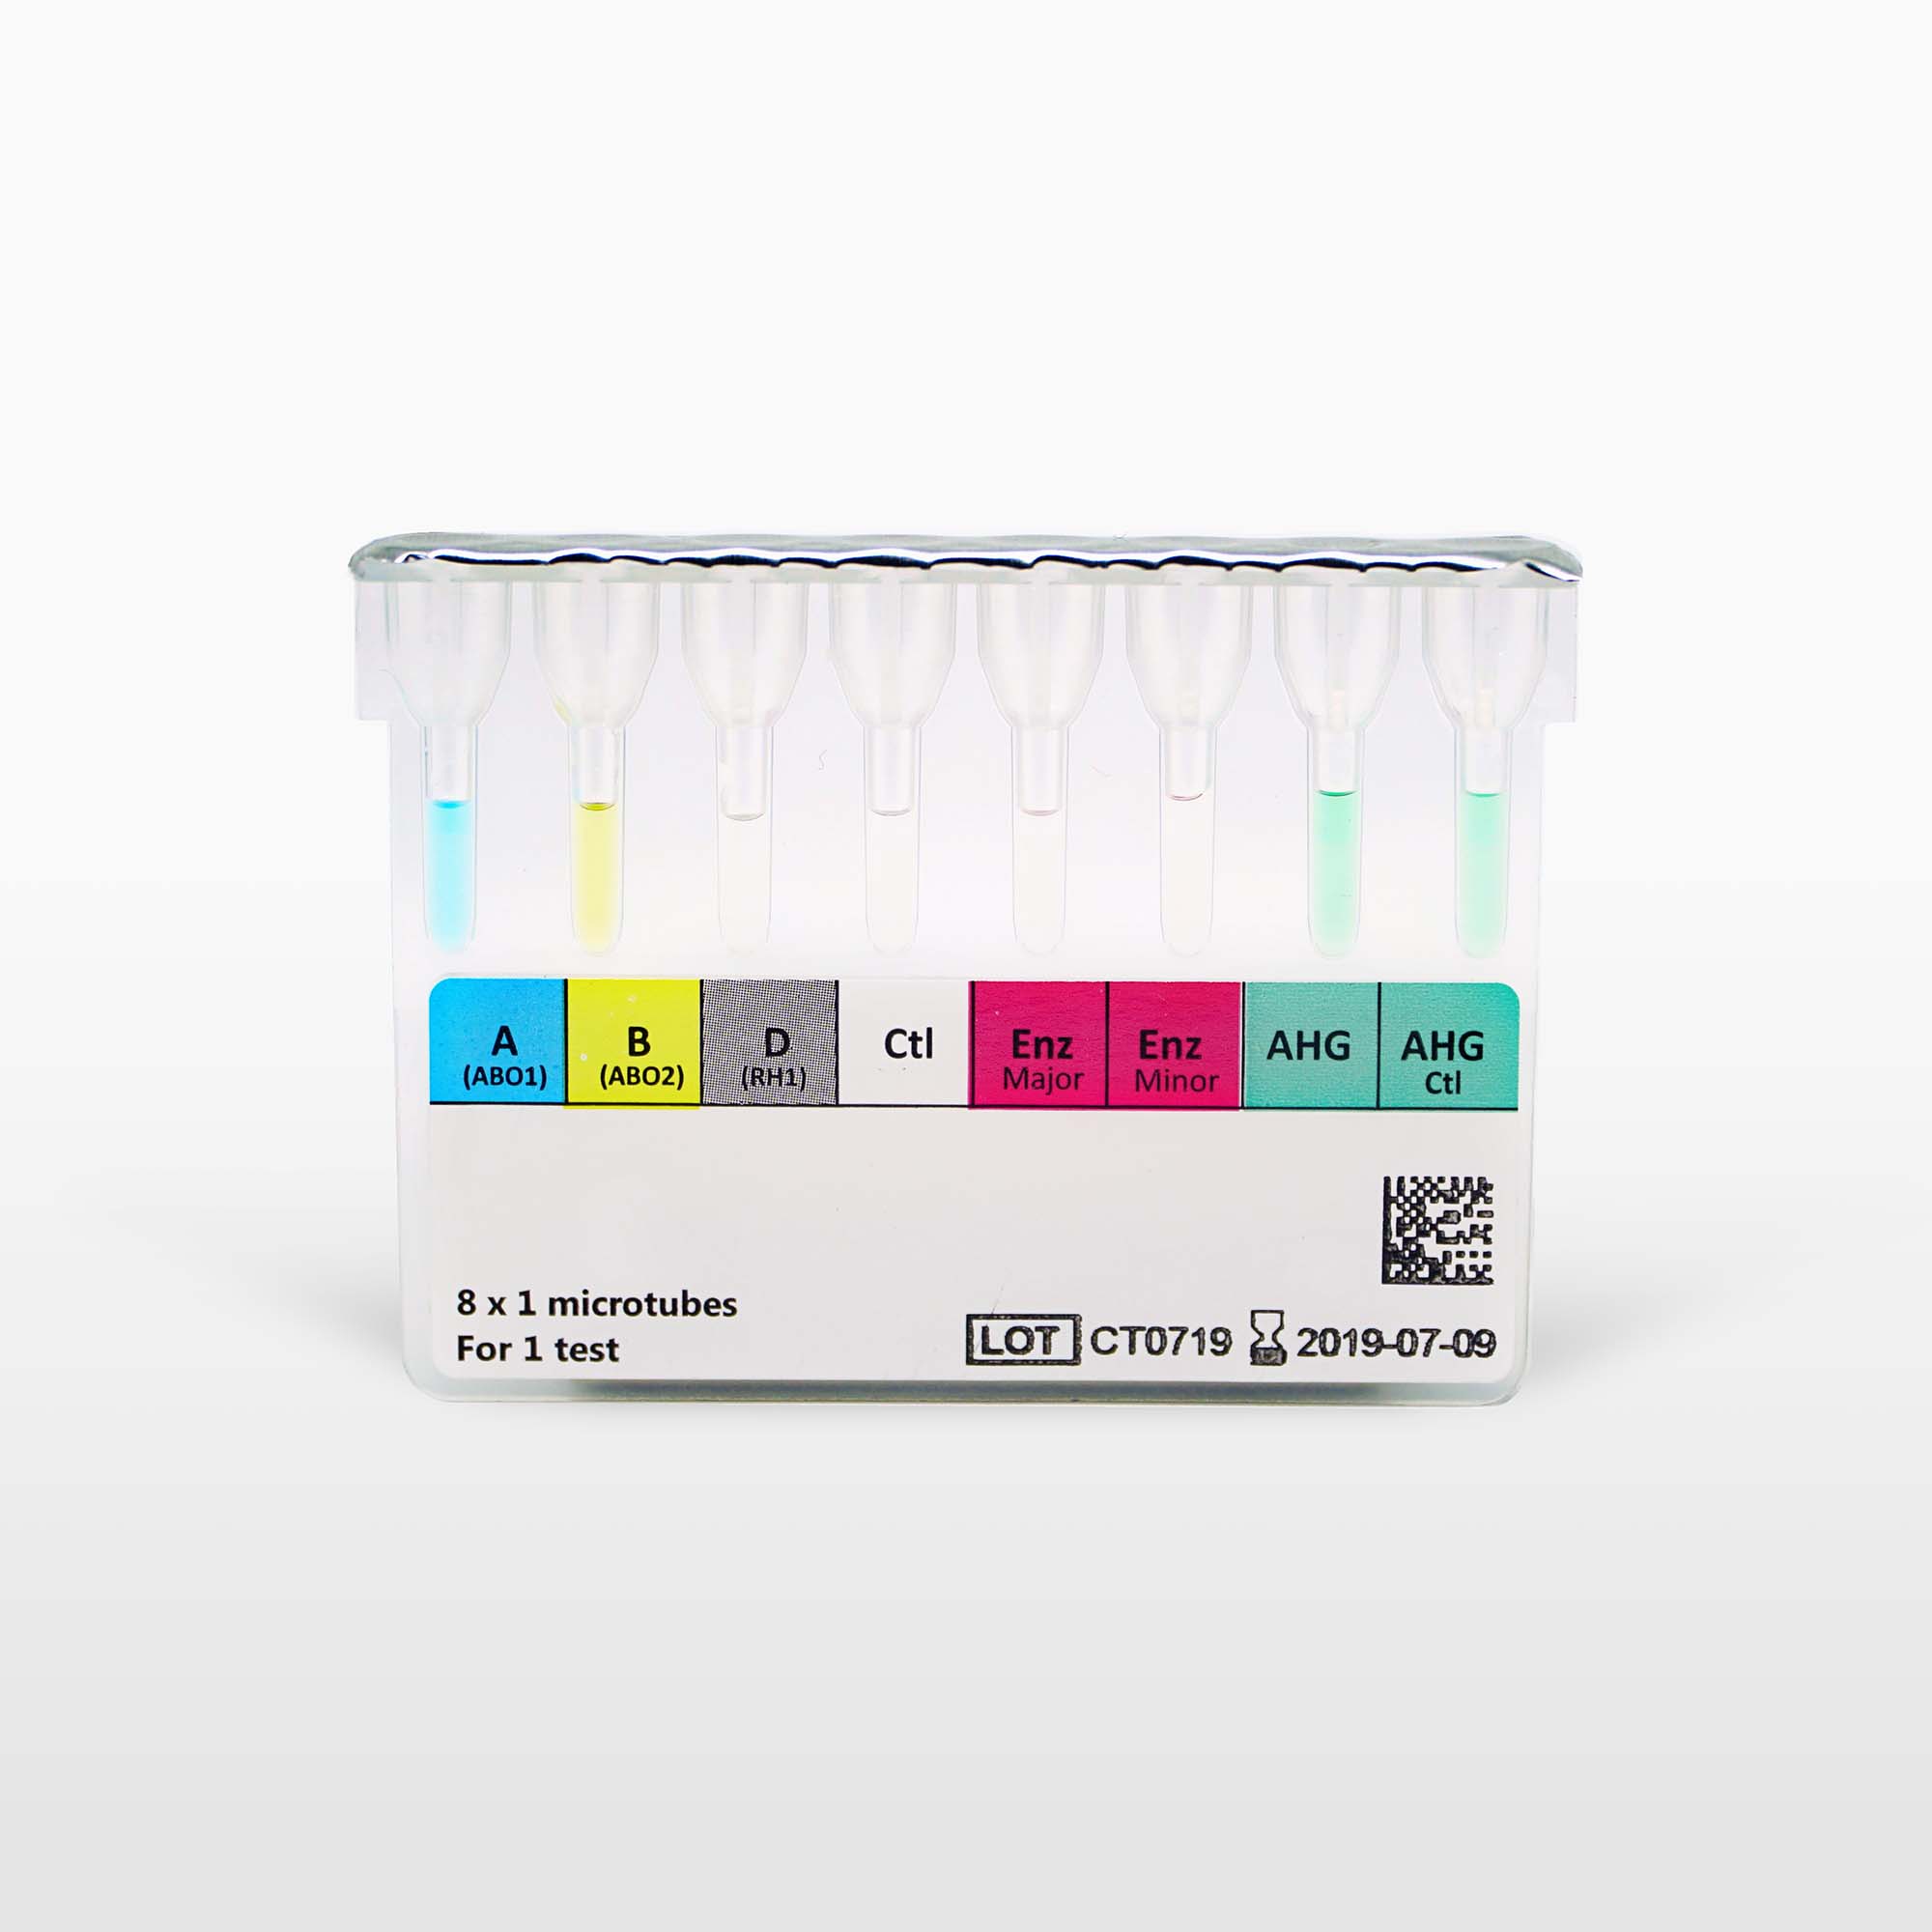 A B D Ctl Enz Enz AHG AHG
(ABO1) (ABO2) (RH1) Major Minor Ctl
8 x 1 microtubes
For 1 test
LOT CT0719 2019-07-09